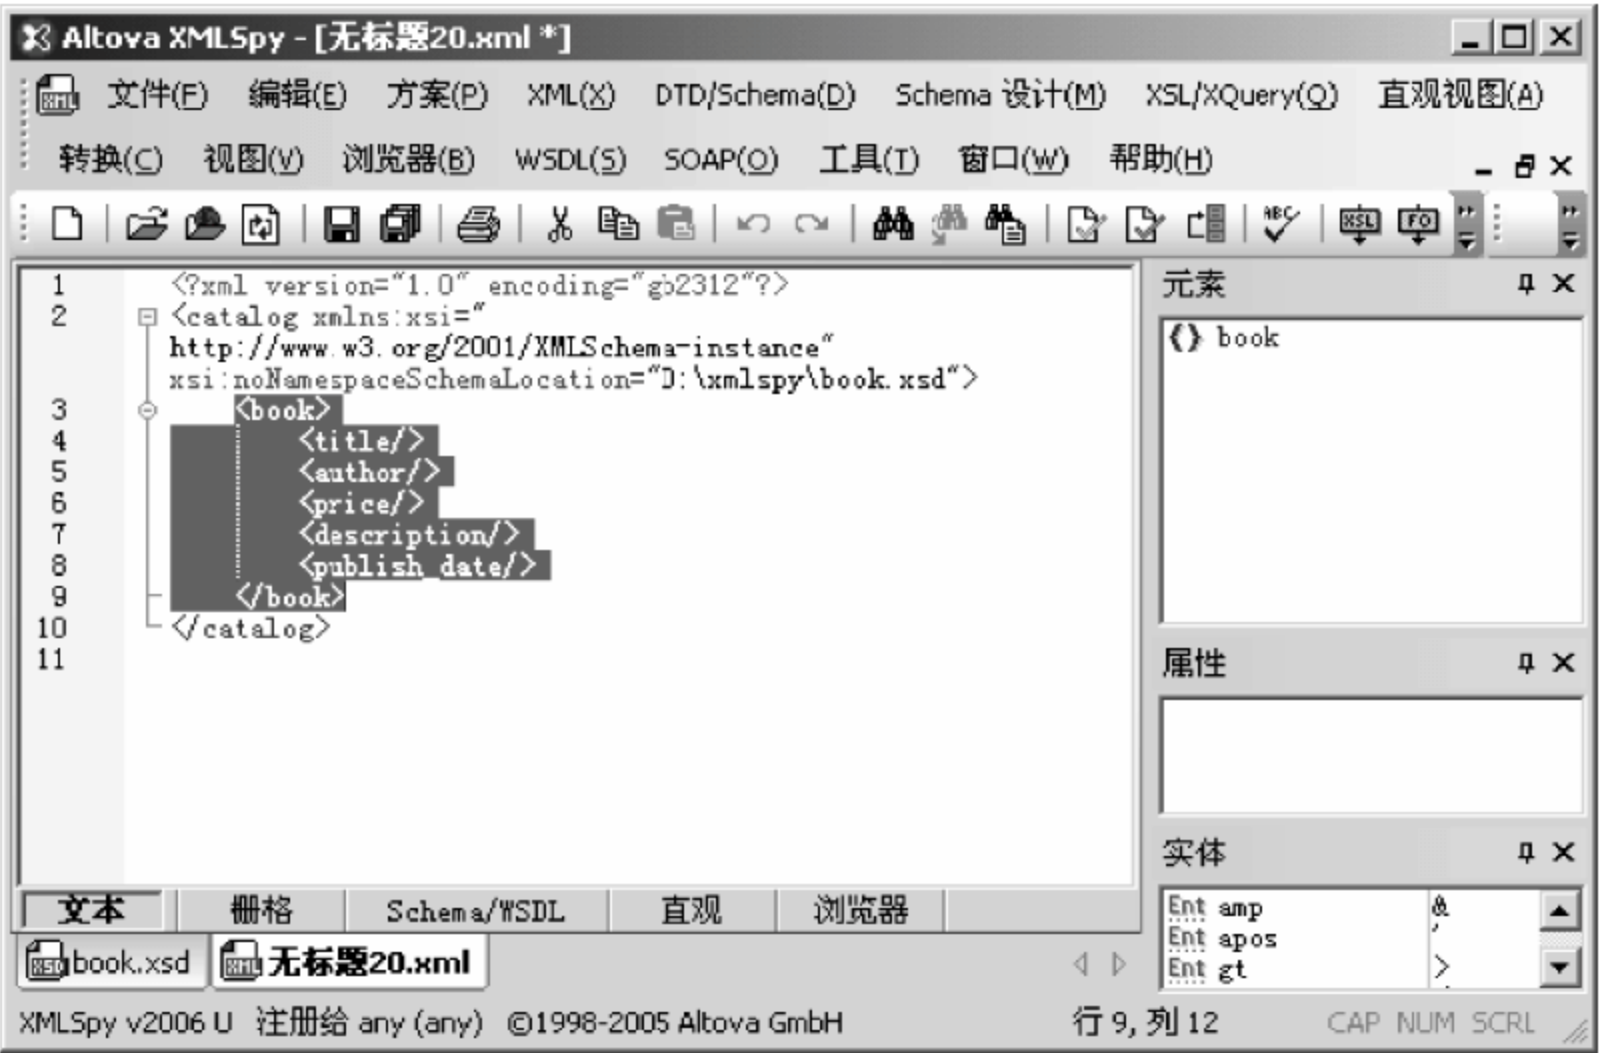 Altova XMLSpy - [无标题20.xml *]
文件(F) 编辑(E) 方案(P) XML(X) DTD/Schema(D) Schema 设计(M) XSL/XQuery(Q) 直观视图(A)
转换(C) 视图(V) 浏览器(B) WSDL(S) SOAP(O) 工具(T) 窗口(W) 帮助(H)
ABC XSL FO
1 <?xml version="1.0" encoding="gb2312"?>
2 <catalog xmlns:xsi="
http://www.w3.org/2001/XMLSchema-instance"
xsi:noNamespaceSchemaLocation="D:\xmlspy\book.xsd">
3 <book>
4 <title/>
5 <author/>
6 <price/>
7 <description/>
8 <publish_date/>
9 </book>
10 </catalog>
11
元素
{} book
属性
实体
Ent amp &
Ent apos '
Ent gt >
文本 栅格 Schema/WSDL 直观 浏览器
XSD book.xsd XML 无标题20.xml
XMLSpy v2006 U 注册给 any (any) ©1998-2005 Altova GmbH 行 9, 列 12 CAP NUM SCRL